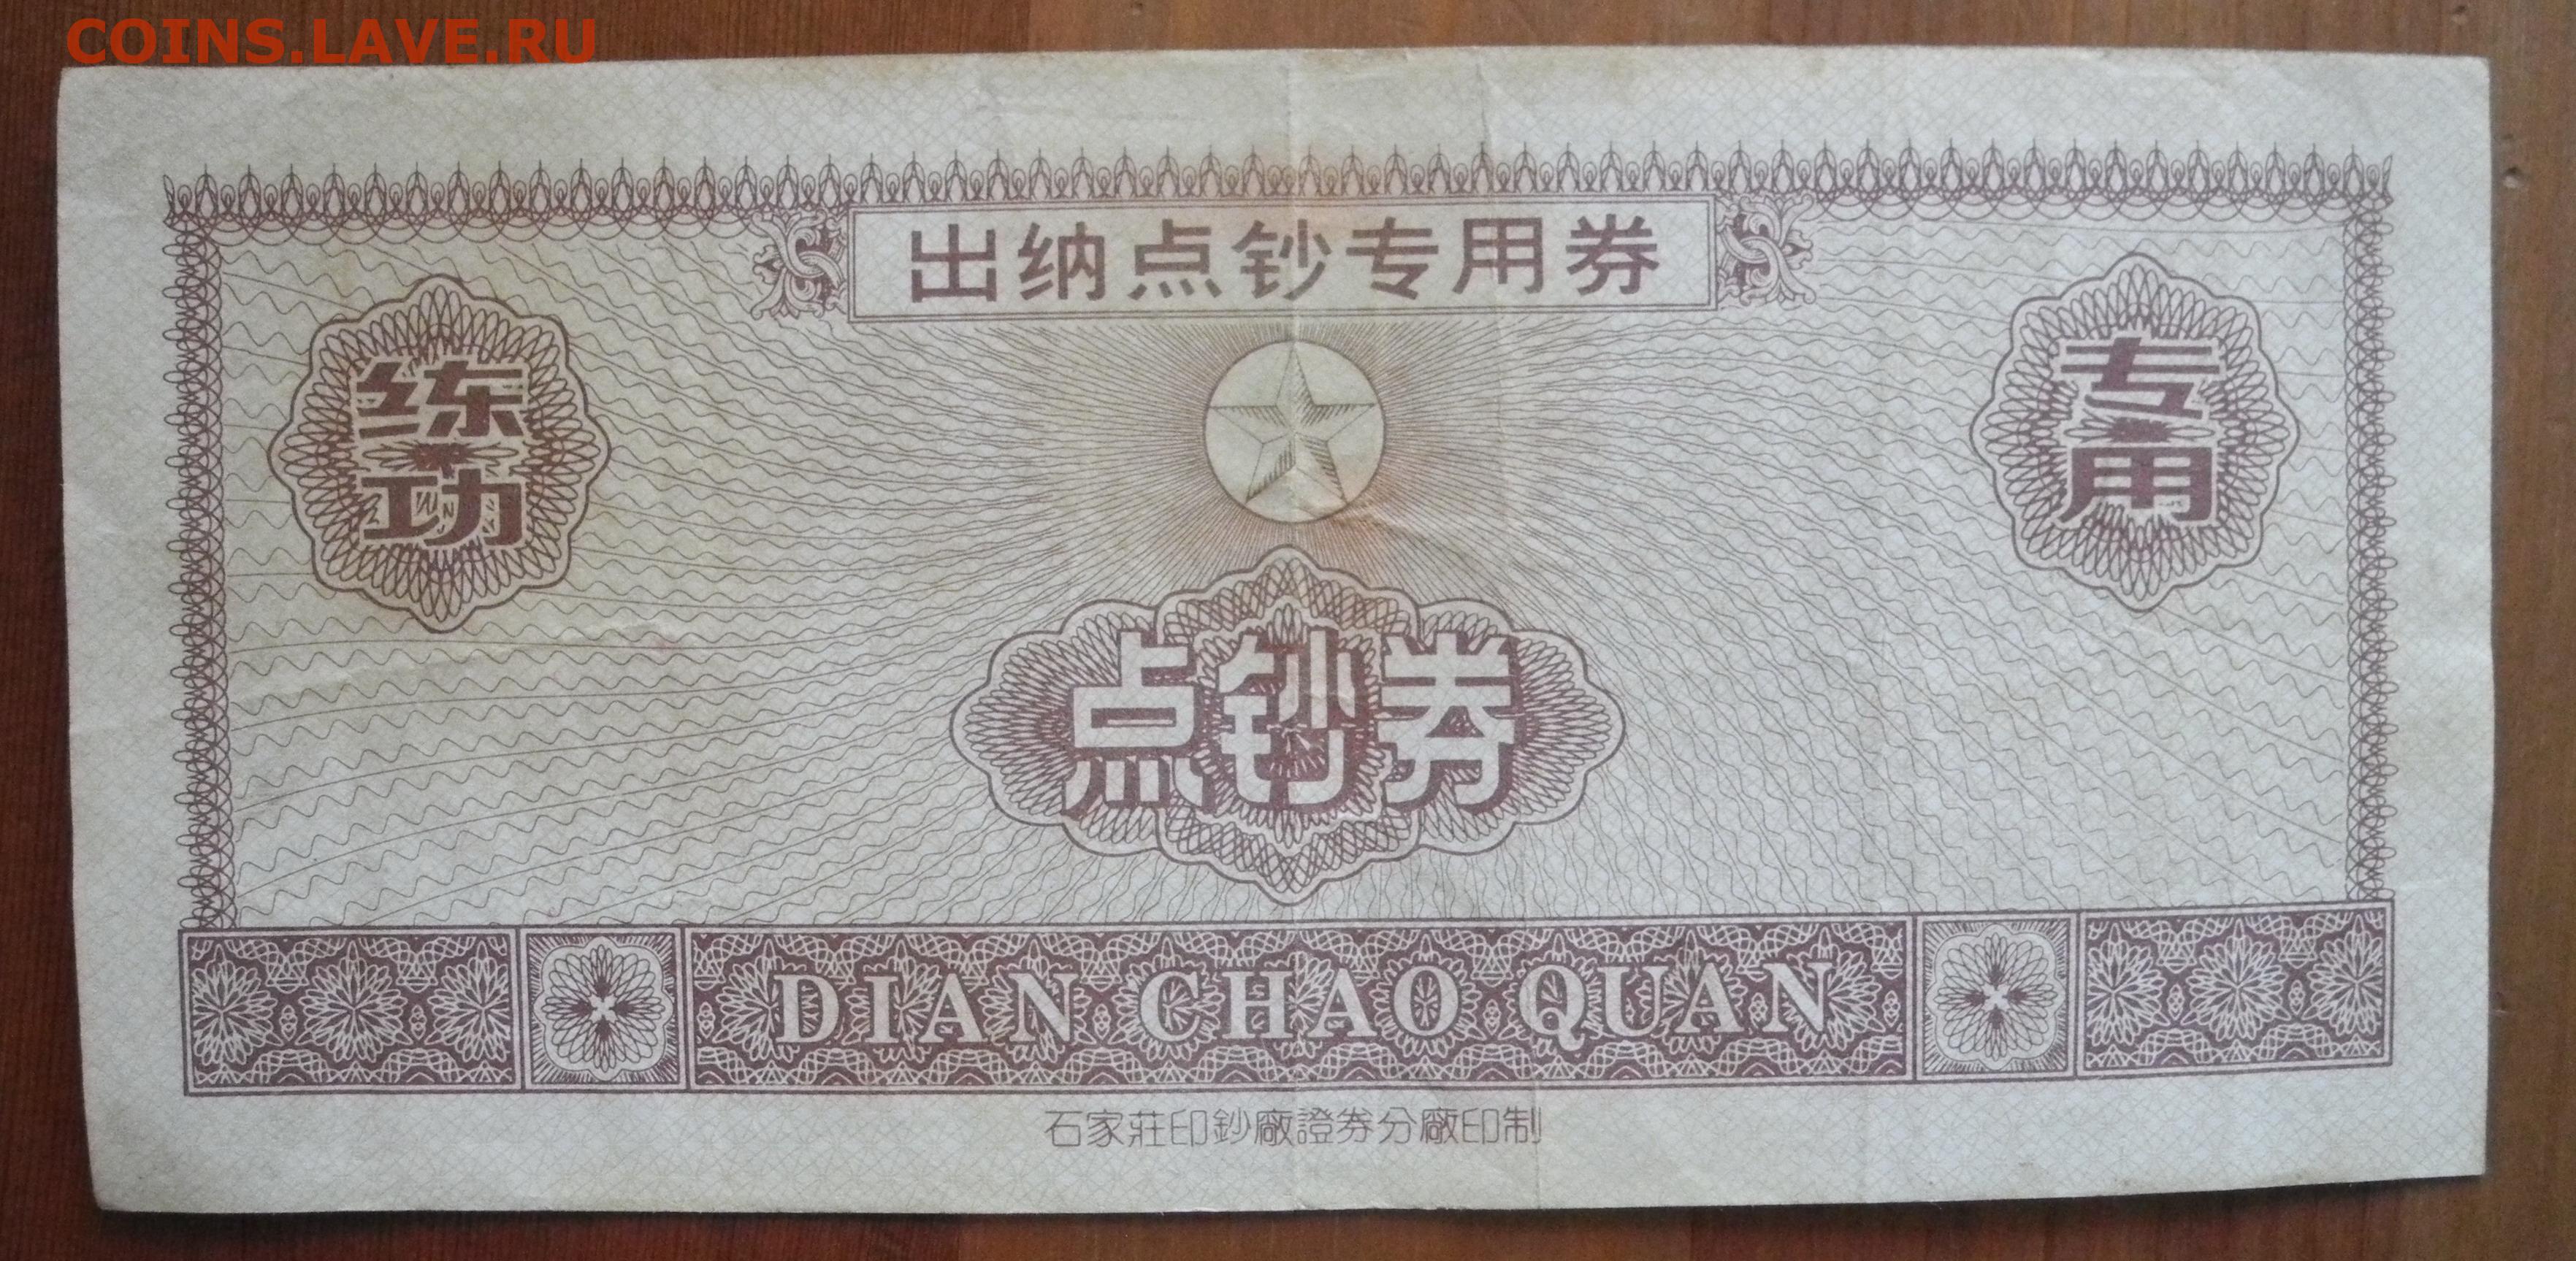 COINS.LAVE.RU
出纳点钞专用券
练功
专用
点钞券
DIAN CHAO QUAN
石家莊印鈔廠證券分廠印制